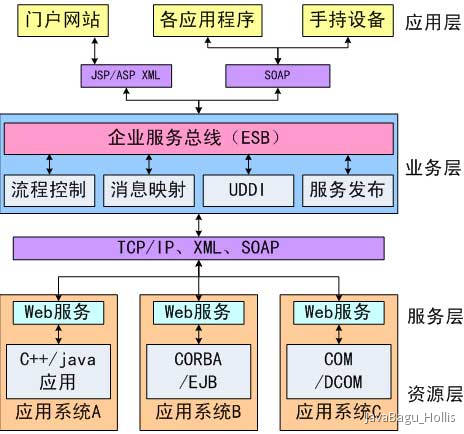 门户网站
各应用程序
手持设备
应用层
JSP/ASP XML
SOAP
企业服务总线（ESB）
流程控制
消息映射
UDDI
服务发布
业务层
TCP/IP、XML、SOAP
Web服务
Web服务
Web服务
服务层
C++/java
应用
CORBA
/EJB
COM
/DCOM
资源层
应用系统A
应用系统B
应用系统C
JavaBagu_Hollis